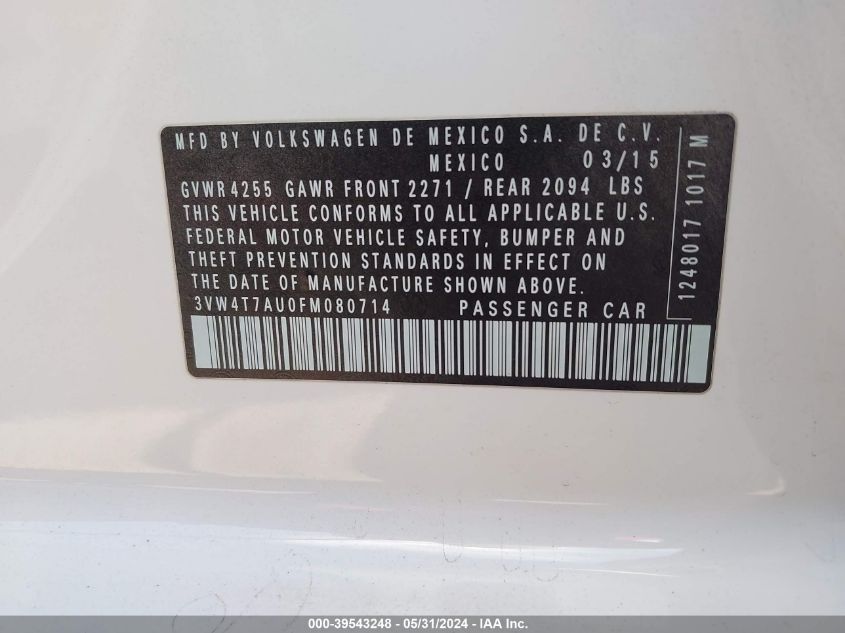 MFD BY VOLKSWAGEN DE MEXICO S.A. DE C.V.
MEXICO 03/15
GVWR 4255 GAWR FRONT 2271 / REAR 2094 LBS
THIS VEHICLE CONFORMS TO ALL APPLICABLE U.S.
FEDERAL MOTOR VEHICLE SAFETY, BUMPER AND
THEFT PREVENTION STANDARDS IN EFFECT ON
THE DATE OF MANUFACTURE SHOWN ABOVE.
3VW4T7AU0FM080714 PASSENGER CAR
1248017 1017 M
000-39543248 - 05/31/2024 - IAA Inc.